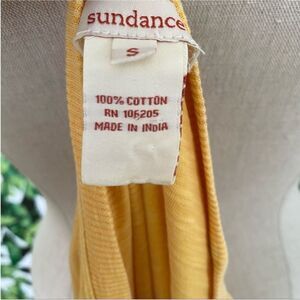 sundance
S
100% COTTON
RN 106205
MADE IN INDIA